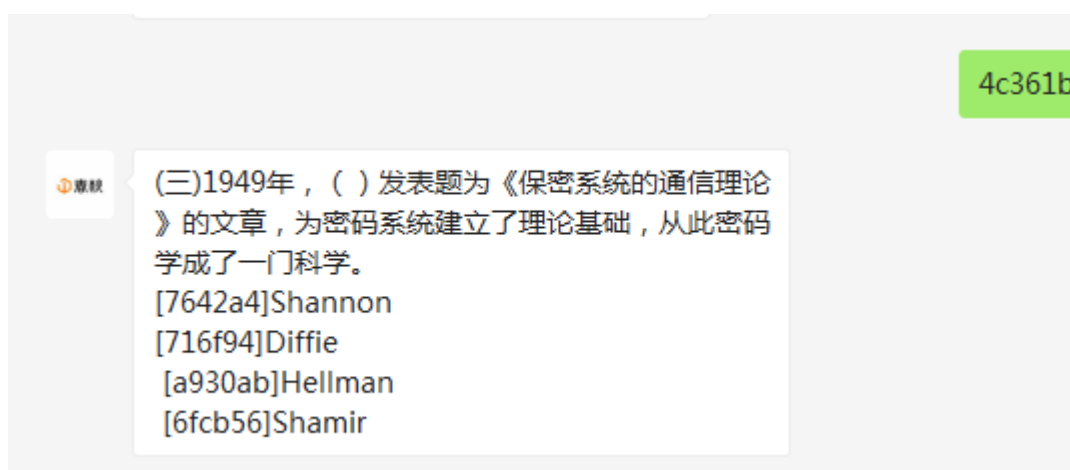 4c361b
(三)1949年，( ) 发表题为《保密系统的通信理论
》的文章，为密码系统建立了理论基础，从此密码
学成了一门科学。
[7642a4]Shannon
[716f94]Diffie
[a930ab]Hellman
[6fcb56]Shamir